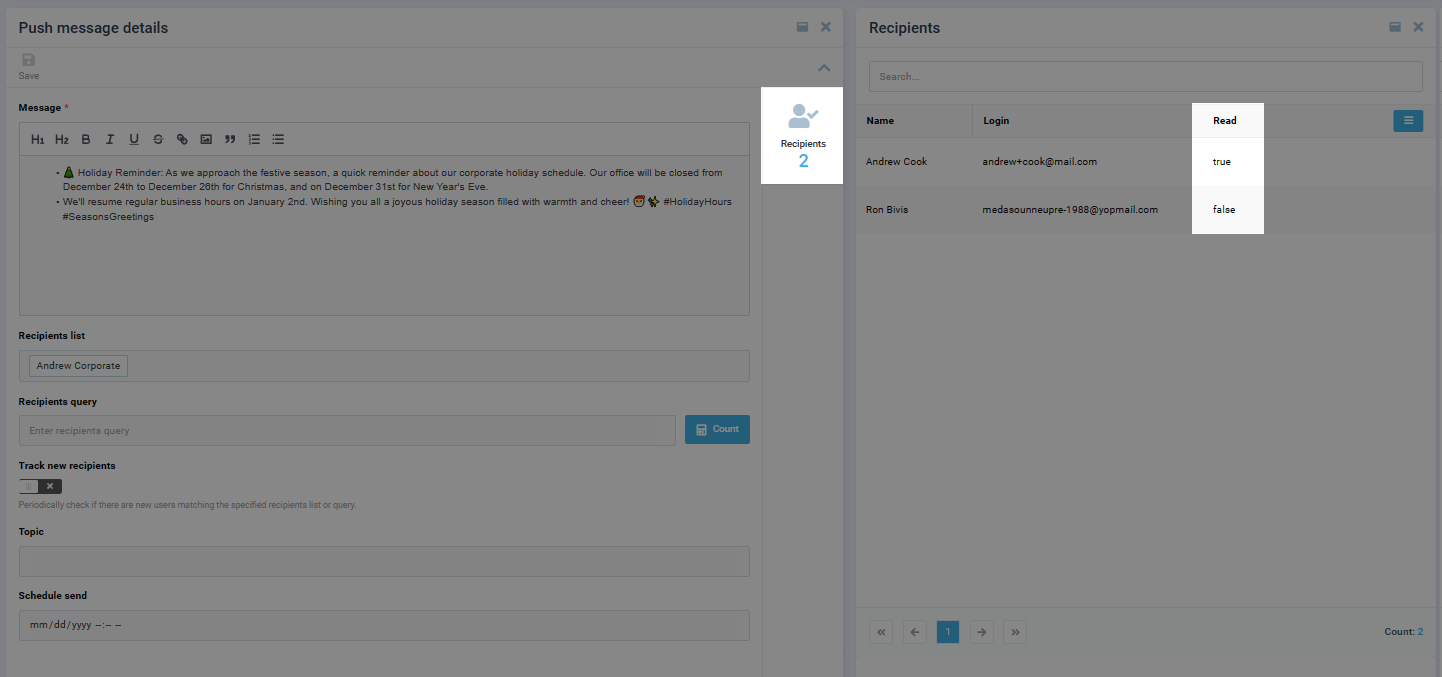 Push message details
Save
Message *
H1 H2 B I U S
• 🎄 Holiday Reminder: As we approach the festive season, a quick reminder about our corporate holiday schedule. Our office will be closed from
December 24th to December 26th for Christmas, and on December 31st for New Year's Eve.
• We'll resume regular business hours on January 2nd. Wishing you all a joyous holiday season filled with warmth and cheer! 🎅 ✨ #HolidayHours
#SeasonsGreetings
Recipients list
Andrew Corporate
Recipients query
Enter recipients query
Count
Track new recipients
Periodically check if there are new users matching the specified recipients list or query.
Topic
Schedule send
mm/dd/yyyy --:-- --
Recipients
2
Recipients
Search...
Name Login Read
Andrew Cook andrew+cook@mail.com true
Ron Bivis medasounneupre-1988@yopmail.com false
1
Count: 2